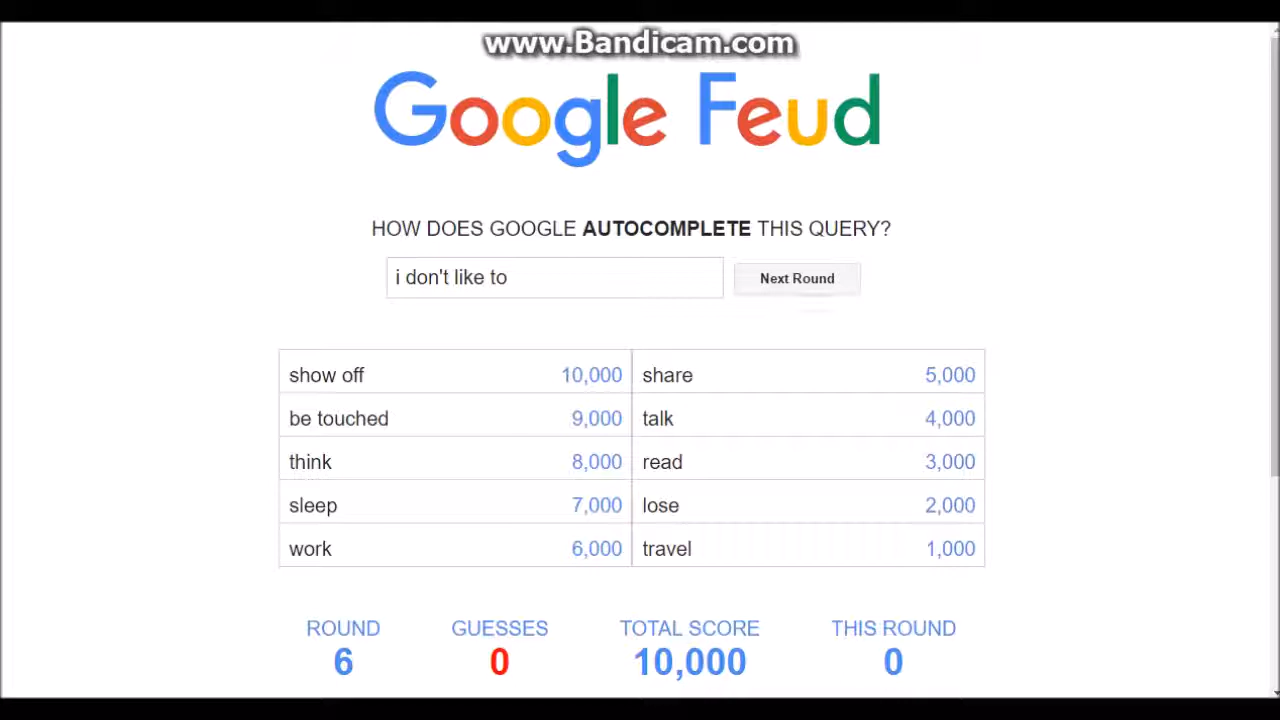 www.Bandicam.com
Google Feud
HOW DOES GOOGLE AUTOCOMPLETE THIS QUERY?
i don't like to
Next Round
show off 10,000 share 5,000
be touched 9,000 talk 4,000
think 8,000 read 3,000
sleep 7,000 lose 2,000
work 6,000 travel 1,000
ROUND GUESSES TOTAL SCORE THIS ROUND
6 0 10,000 0